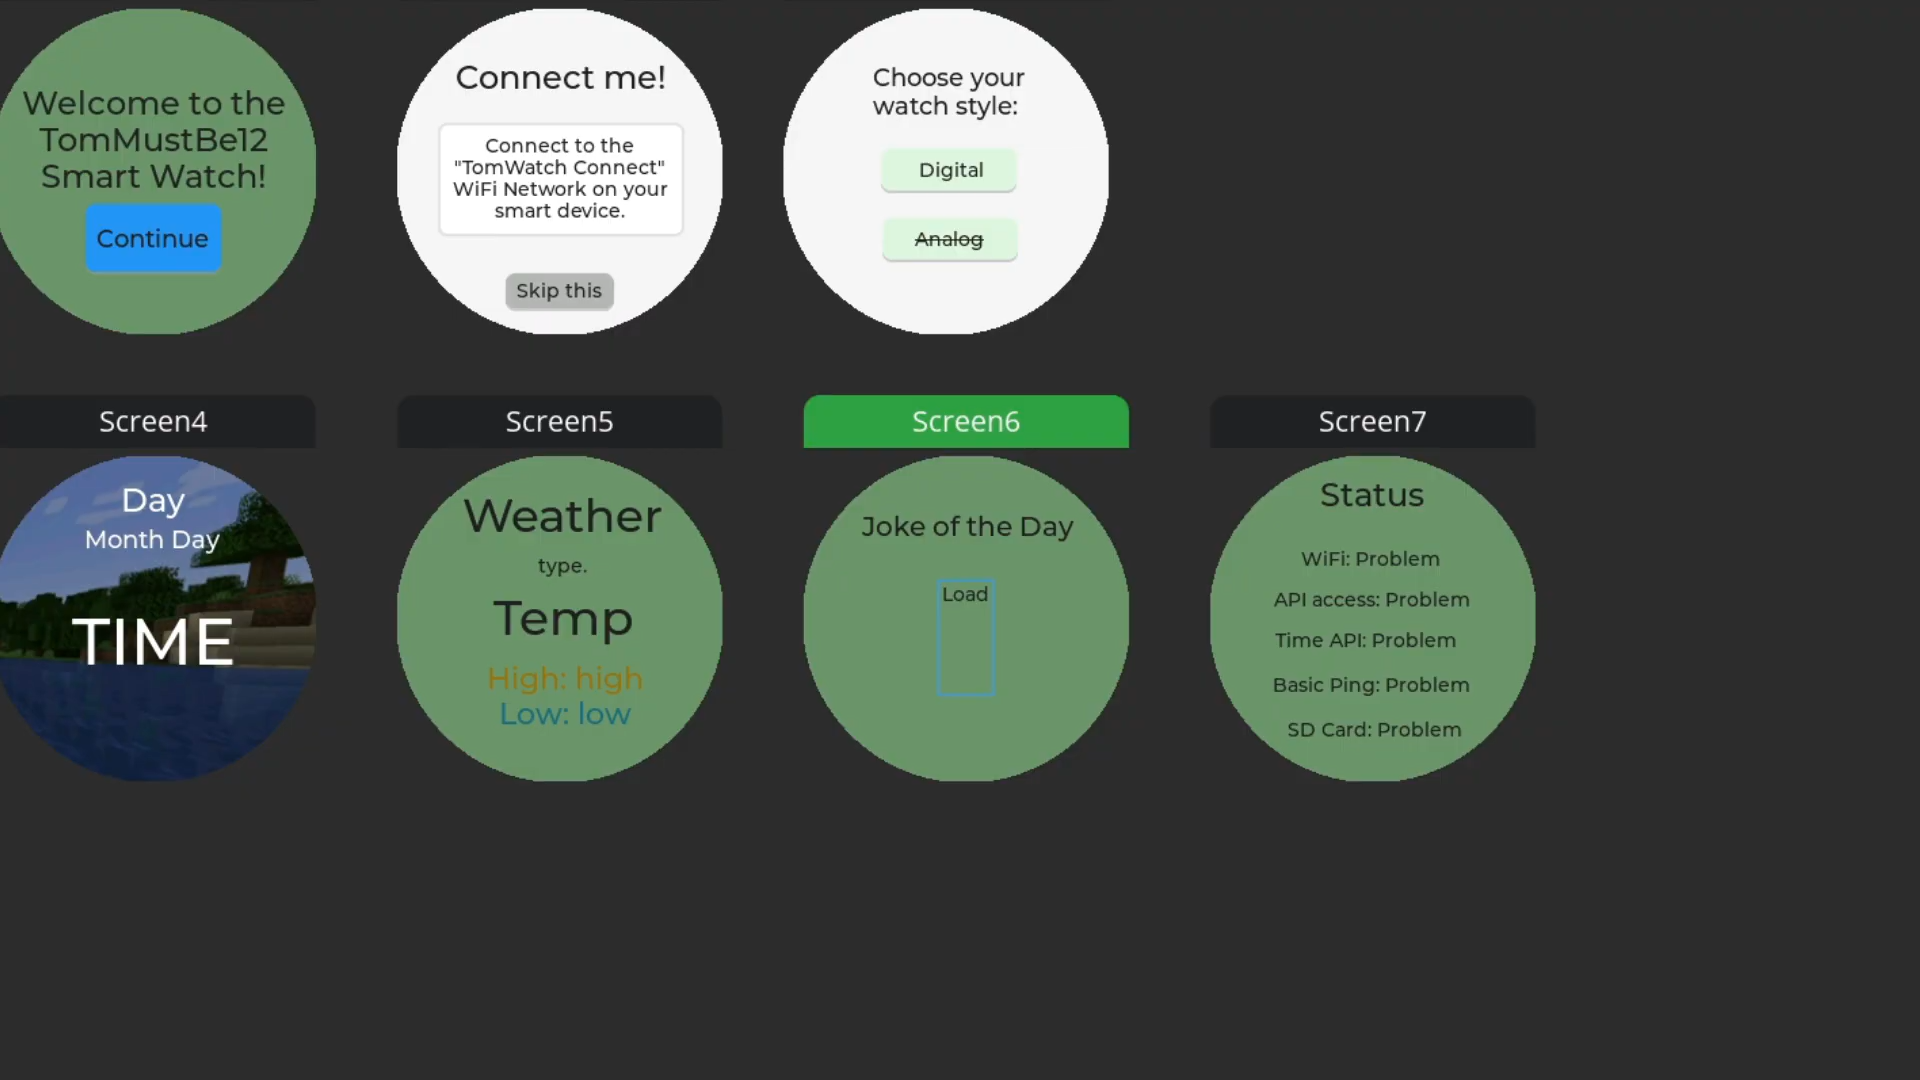 Welcome to the
TomMustBe12
Smart Watch!
Continue
Connect me!
Connect to the
"TomWatch Connect"
WiFi Network on your
smart device.
Skip this
Choose your
watch style:
Digital
Analog
Screen4
Day
Month Day
TIME
Screen5
Weather
type.
Temp
High: high
Low: low
Screen6
Joke of the Day
Load
Screen7
Status
WiFi: Problem
API access: Problem
Time API: Problem
Basic Ping: Problem
SD Card: Problem